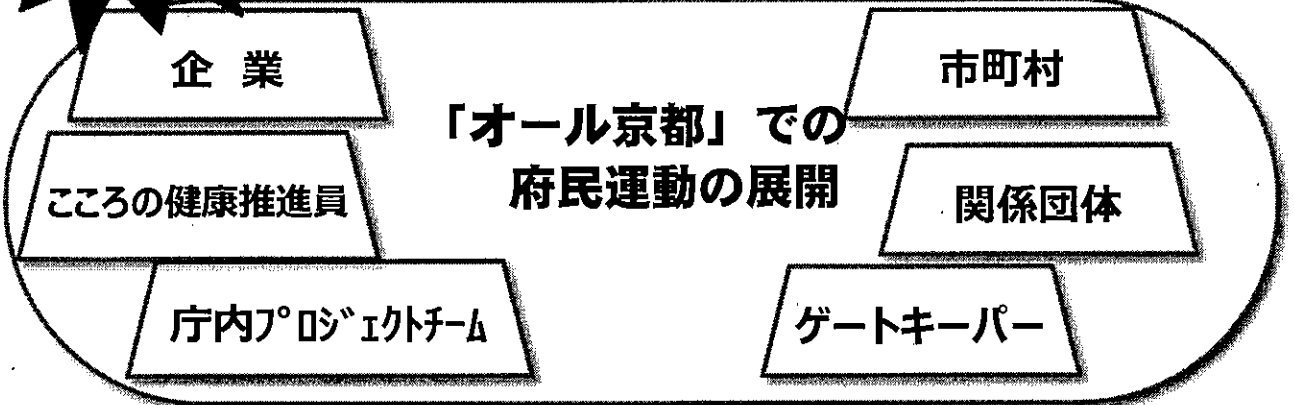 企 業
市町村
「オール京都」での
府民運動の展開
こころの健康推進員
関係団体
庁内ﾌﾟﾛｼﾞｪｸﾄﾁｰﾑ
ゲートキーパー